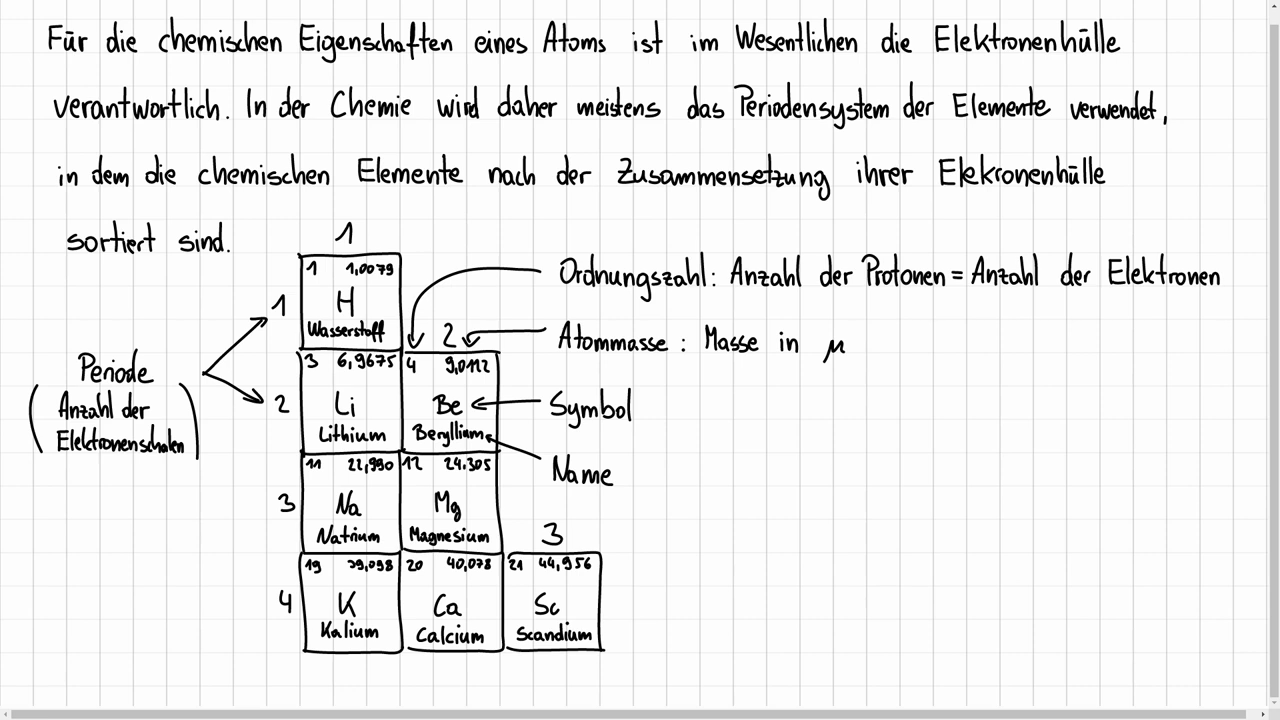 Für die chemischen Eigenschaften eines Atoms ist im Wesentlichen die Elektronenhülle
verantwortlich. In der Chemie wird daher meistens das Periodensystem der Elemente verwendet,
in dem die chemischen Elemente nach der Zusammensetzung ihrer Elekronenhülle
sortiert sind.
1
1 1,0079
H
Wasserstoff
1
Ordnungszahl: Anzahl der Protonen = Anzahl der Elektronen
2
Atommasse: Masse in μ
Periode
(Anzahl der
Elektronenschalen)
2
3 6,9675
Li
Lithium
4 9,0112
Be
Beryllium
Symbol
Name
3
11 22,990
Na
Natrium
12 24.305
Mg
Magnesium
3
4
19 39,098
K
Kalium
20 40,078
Ca
Calcium
21 44,956
Sc
Scandium